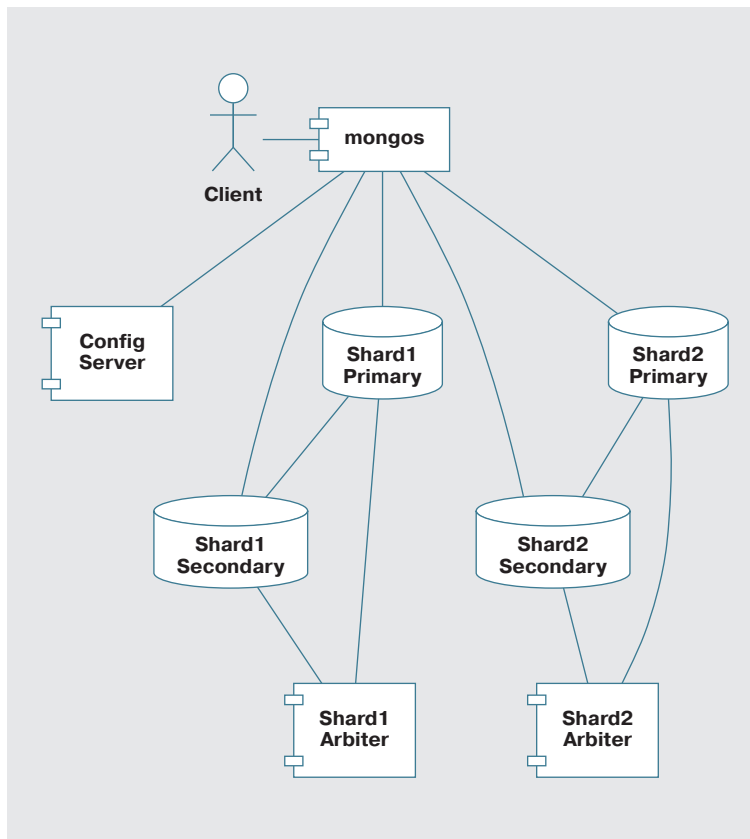 mongos
Client
Config
Server
Shard1
Primary
Shard2
Primary
Shard1
Secondary
Shard2
Secondary
Shard1
Arbiter
Shard2
Arbiter